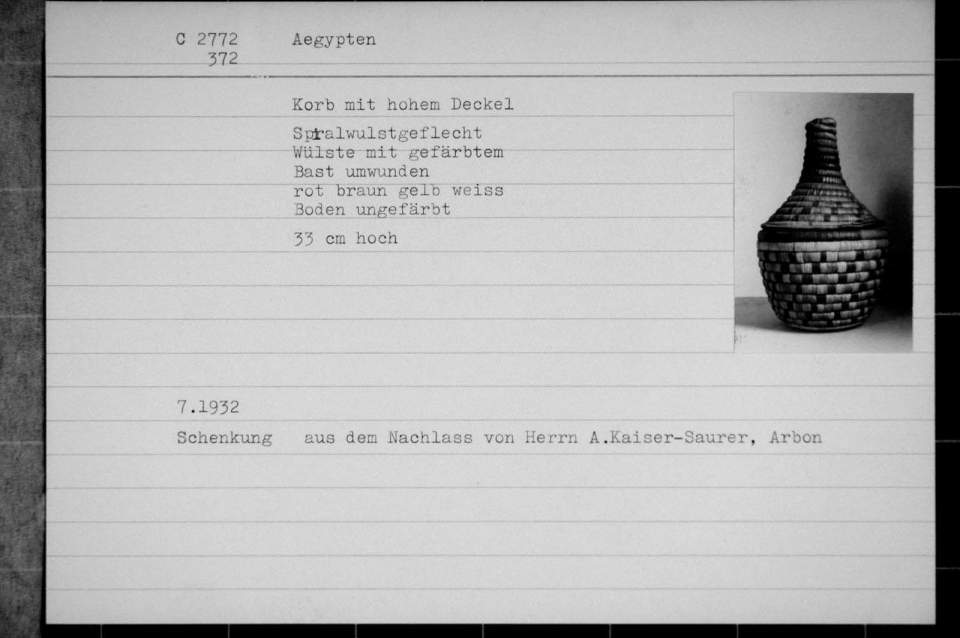 C 2772 Aegypten
372
Korb mit hohem Deckel
Spiralwulstgeflecht
Wülste mit gefärbtem
Bast umwunden
rot braun gelb weiss
Boden ungefärbt
33 cm hoch
7.1932
Schenkung aus dem Nachlass von Herrn A.Kaiser-Saurer, Arbon